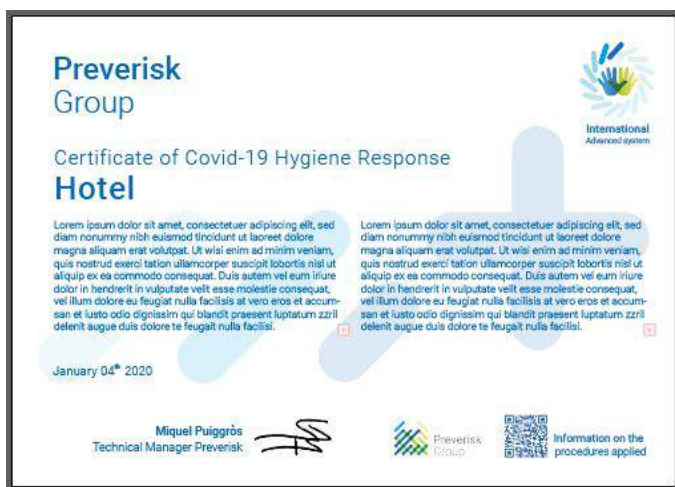 Preverisk
Group
International
Advanced system
Certificate of Covid-19 Hygiene Response
Hotel
Lorem ipsum dolor sit amet, consectetuer adipiscing elit, sed
diam nonummy nibh euismod tincidunt ut laoreet dolore
magna aliquam erat volutpat. Ut wisi enim ad minim veniam,
quis nostrud exerci tation ullamcorper suscipit lobortis nisl ut
aliquip ex ea commodo consequat. Duis autem vel eum iriure
dolor in hendrerit in vulputate velit esse molestie consequat,
vel illum dolore eu feugiat nulla facilisis at vero eros et accum-
san et iusto odio dignissim qui blandit praesent luptatum zzril
delenit augue duis dolore te feugait nulla facilisi.
Lorem ipsum dolor sit amet, consectetuer adipiscing elit, sed
diam nonummy nibh euismod tincidunt ut laoreet dolore
magna aliquam erat volutpat. Ut wisi enim ad minim veniam,
quis nostrud exerci tation ullamcorper suscipit lobortis nisl ut
aliquip ex ea commodo consequat. Duis autem vel eum iriure
dolor in hendrerit in vulputate velit esse molestie consequat,
vel illum dolore eu feugiat nulla facilisis at vero eros et accum-
san et iusto odio dignissim qui blandit praesent luptatum zzril
delenit augue duis dolore te feugait nulla facilisi.
January 04th 2020
Miquel Puiggròs
Technical Manager Preverisk
Preverisk
Group
Information on the
procedures applied